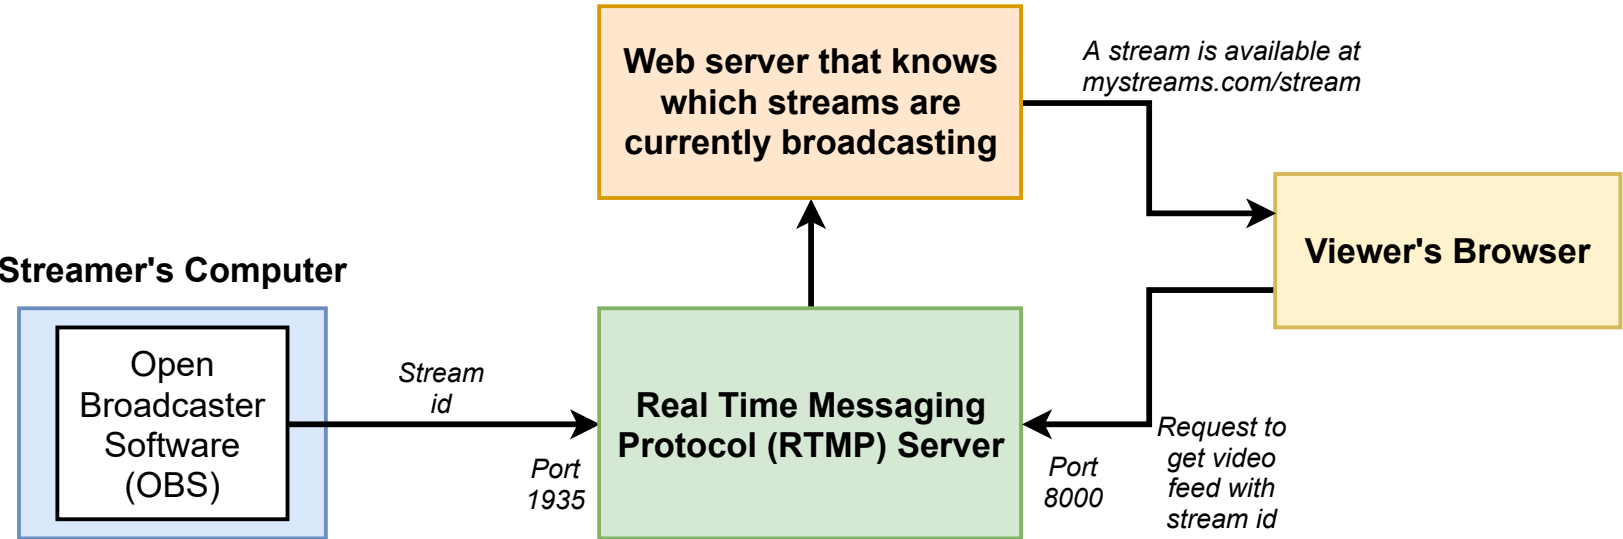 Web server that knows
which streams are
currently broadcasting
A stream is available at
mystreams.com/stream
Viewer's Browser
Streamer's Computer
Open
Broadcaster
Software
(OBS)
Stream
id
Port
1935
Real Time Messaging
Protocol (RTMP) Server
Port
8000
Request to
get video
feed with
stream id